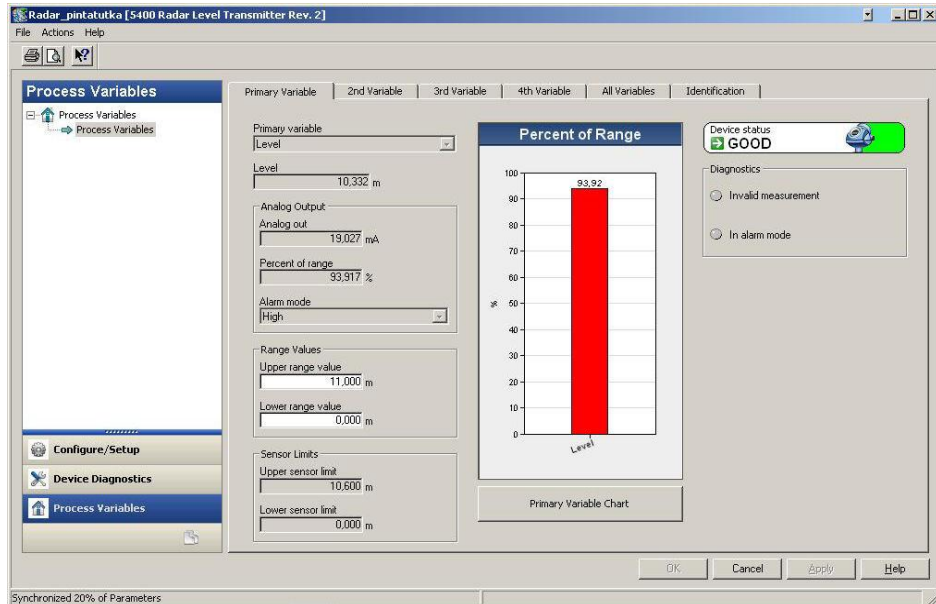 Radar_pintatutka [5400 Radar Level Transmitter Rev. 2]
File Actions Help
Process Variables
Process Variables
Process Variables
Configure/Setup
Device Diagnostics
Process Variables
Primary Variable 2nd Variable 3rd Variable 4th Variable All Variables Identification
Primary variable
Level
Level
10,332 m
Analog Output
Analog out
19,027 mA
Percent of range
93,917 %
Alarm mode
High
Range Values
Upper range value
11,000 m
Lower range value
0,000 m
Sensor Limits
Upper sensor limit
10,600 m
Lower sensor limit
0,000 m
Percent of Range
100
93,92
90
80
70
60
%
50
40
30
20
10
0
Level
Primary Variable Chart
Device status
GOOD
Diagnostics
Invalid measurement
In alarm mode
OK Cancel Apply Help
Synchronized 20% of Parameters